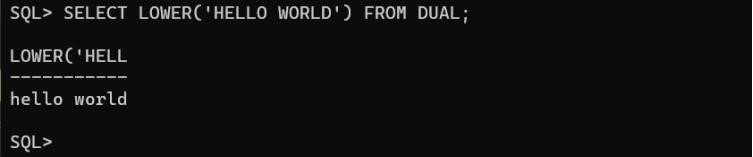 SQL> SELECT LOWER('HELLO WORLD') FROM DUAL;
LOWER('HELL
-----------
hello world
SQL>